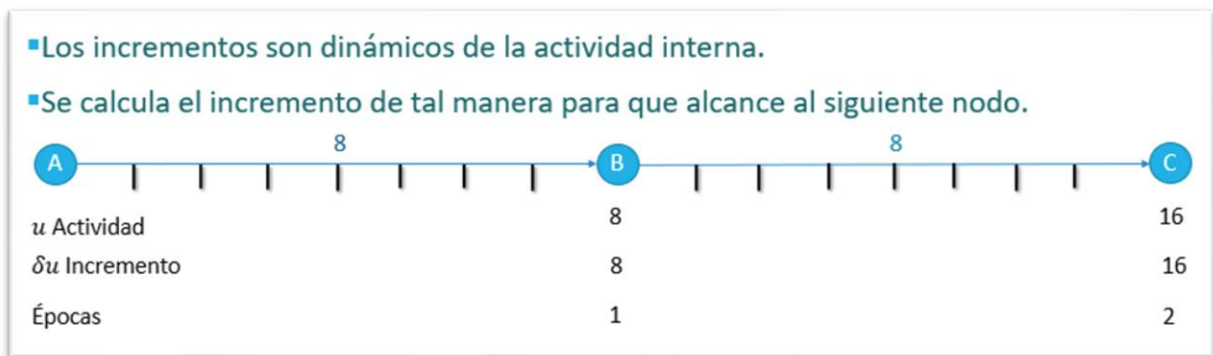 ▪Los incrementos son dinámicos de la actividad interna.
▪Se calcula el incremento de tal manera para que alcance al siguiente nodo.
8 8
A B C
u Actividad 8 16
δu Incremento 8 16
Épocas 1 2